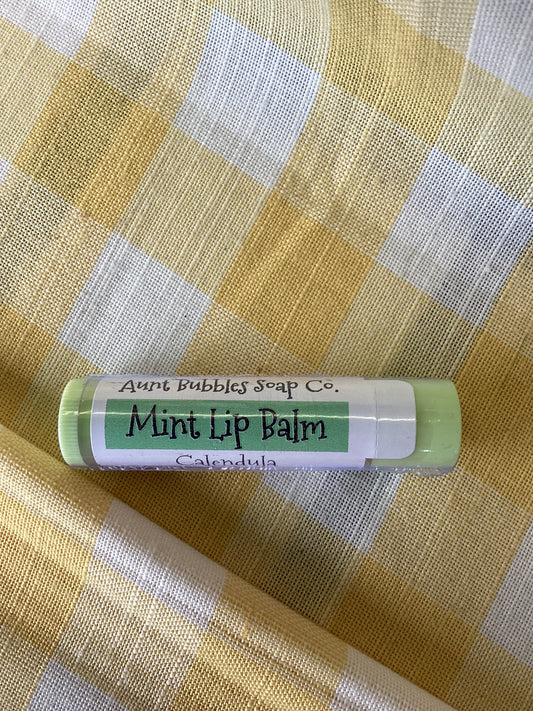 Aunt Bubbles Soap Co.
Mint Lip Balm
Calendula